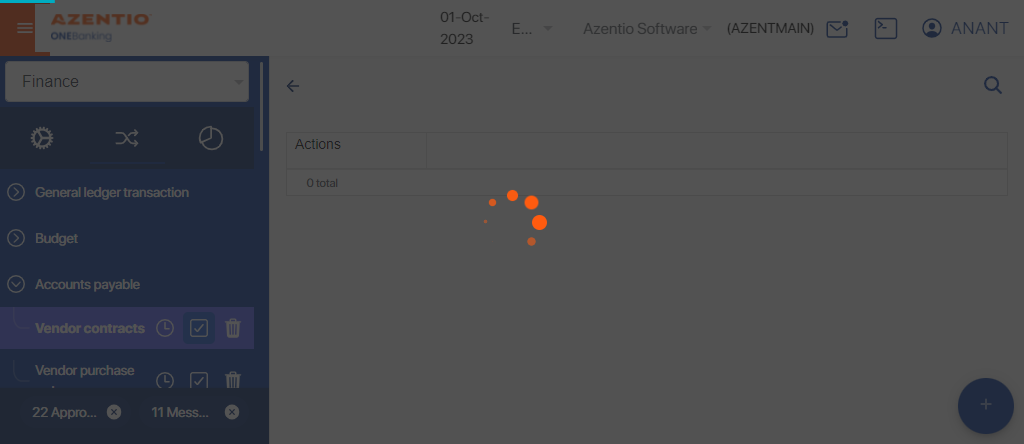 AZENTIO
ONEBanking
01-Oct-
2023
E...
Azentio Software
(AZENTMAIN)
ANANT
Finance
Actions
0 total
General ledger transaction
Budget
Accounts payable
Vendor contracts
Vendor purchase
22 Appro...
11 Mess...
+